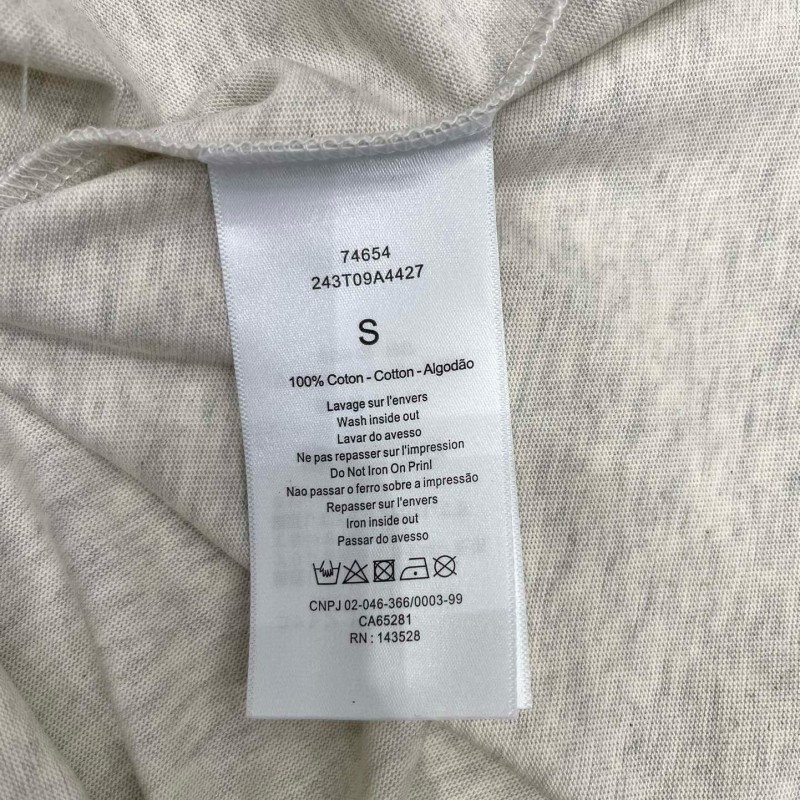 74654
243T09A4427
S
100% Coton - Cotton - Algodão
Lavage sur l'envers
Wash inside out
Lavar do avesso
Ne pas repasser sur l'impression
Do Not Iron On Prinl
Nao passar o ferro sobre a impressão
Repasser sur l'envers
Iron inside out
Passar do avesso
CNPJ 02-046-366/0003-99
CA65281
RN : 143528